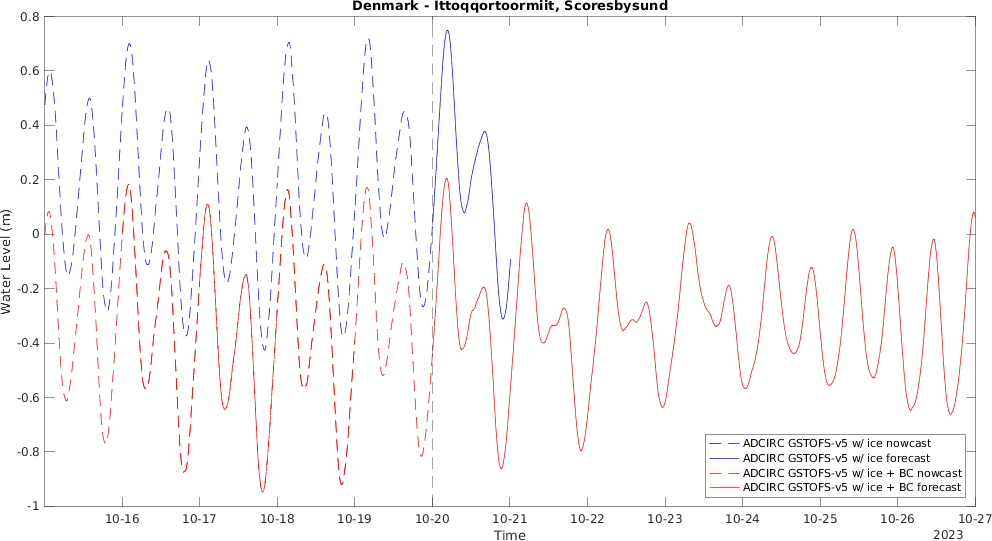 Denmark - Ittoqqortoormiit, Scoresbysund
Water Level (m)
0.8
0.6
0.4
0.2
0
-0.2
-0.4
-0.6
-0.8
-1
ADCIRC GSTOFS-v5 w/ ice nowcast
ADCIRC GSTOFS-v5 w/ ice forecast
ADCIRC GSTOFS-v5 w/ ice + BC nowcast
ADCIRC GSTOFS-v5 w/ ice + BC forecast
10-16 10-17 10-18 10-19 10-20 10-21 10-22 10-23 10-24 10-25 10-26 10-27
Time
2023